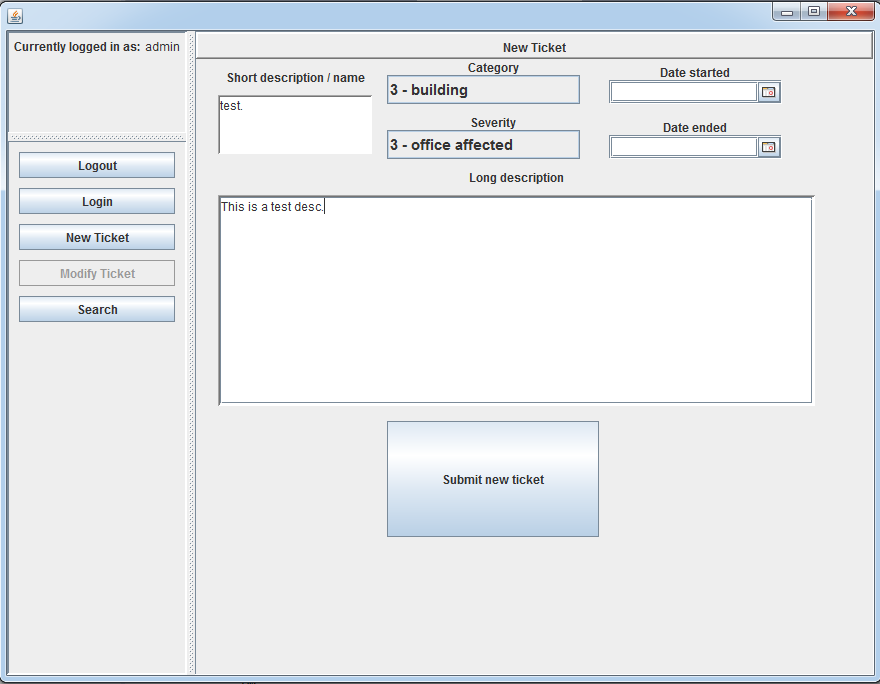 Currently logged in as: admin
Logout
Login
New Ticket
Modify Ticket
Search
New Ticket
Short description / name
test.
Category
3 - building
Severity
3 - office affected
Date started
Date ended
Long description
This is a test desc.
Submit new ticket